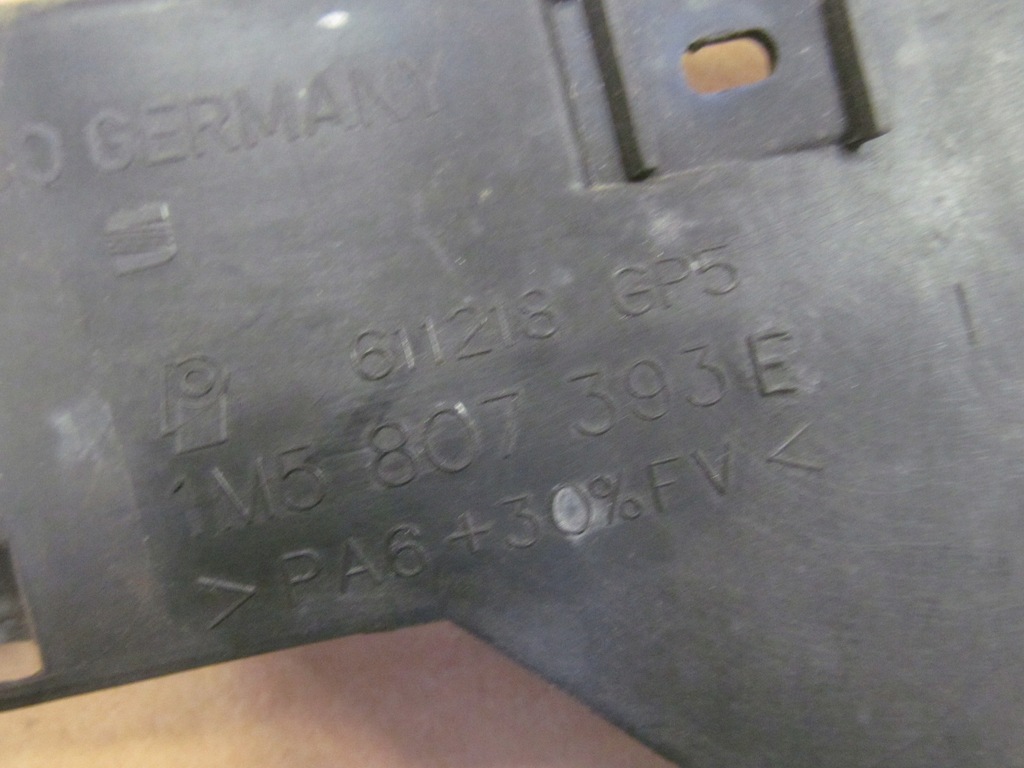 GERMANY
611218 GP5
1M5 807 393 E
>PA6+30%FV<